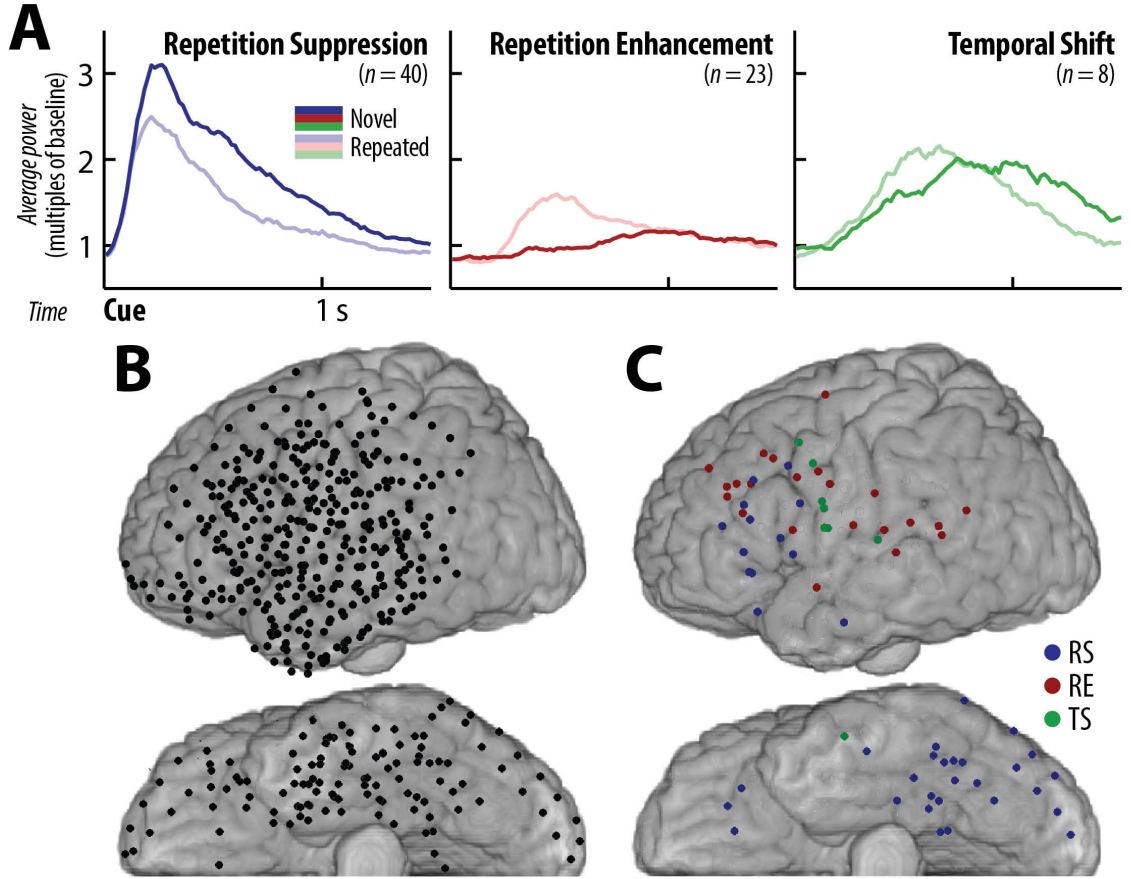 A
Repetition Suppression
(n = 40)
Repetition Enhancement
(n = 23)
Temporal Shift
(n = 8)
Average power
(multiples of baseline)
3
2
1
Novel
Repeated
Time
Cue
1 s
B
C
RS
RE
TS